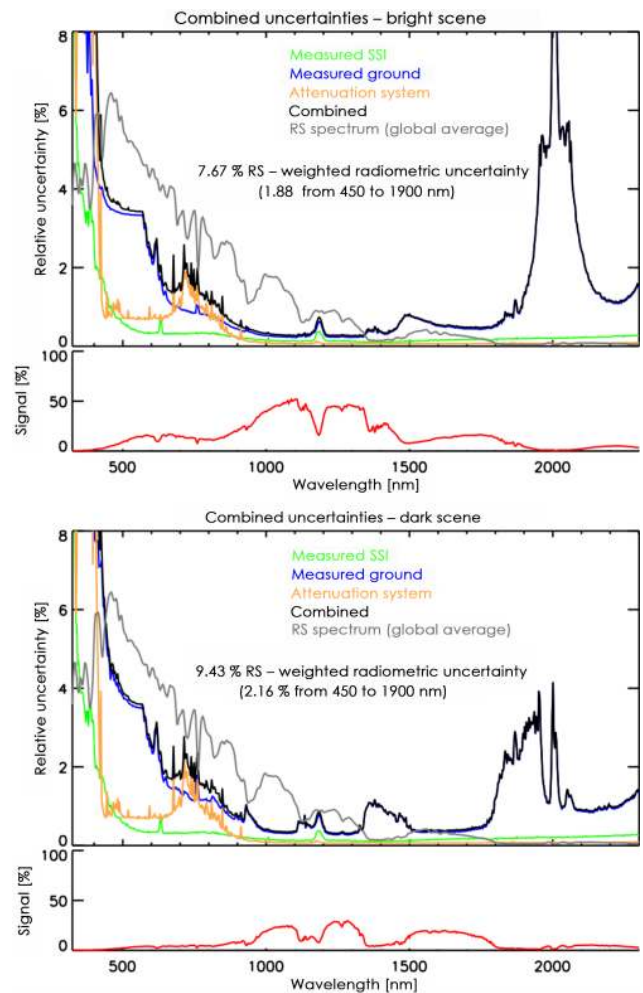 Combined uncertainties – bright scene
8
6
4
2
0
Relative uncertainty [%]
Measured SSI
Measured ground
Attenuation system
Combined
RS spectrum (global average)
7.67 % RS – weighted radiometric uncertainty
(1.88 from 450 to 1900 nm)
100
50
0
Signal [%]
500 1000 1500 2000
Wavelength [nm]
Combined uncertainties – dark scene
8
6
4
2
0
Relative uncertainty [%]
Measured SSI
Measured ground
Attenuation system
Combined
RS spectrum (global average)
9.43 % RS – weighted radiometric uncertainty
(2.16 % from 450 to 1900 nm)
100
50
0
Signal [%]
500 1000 1500 2000
Wavelength [nm]